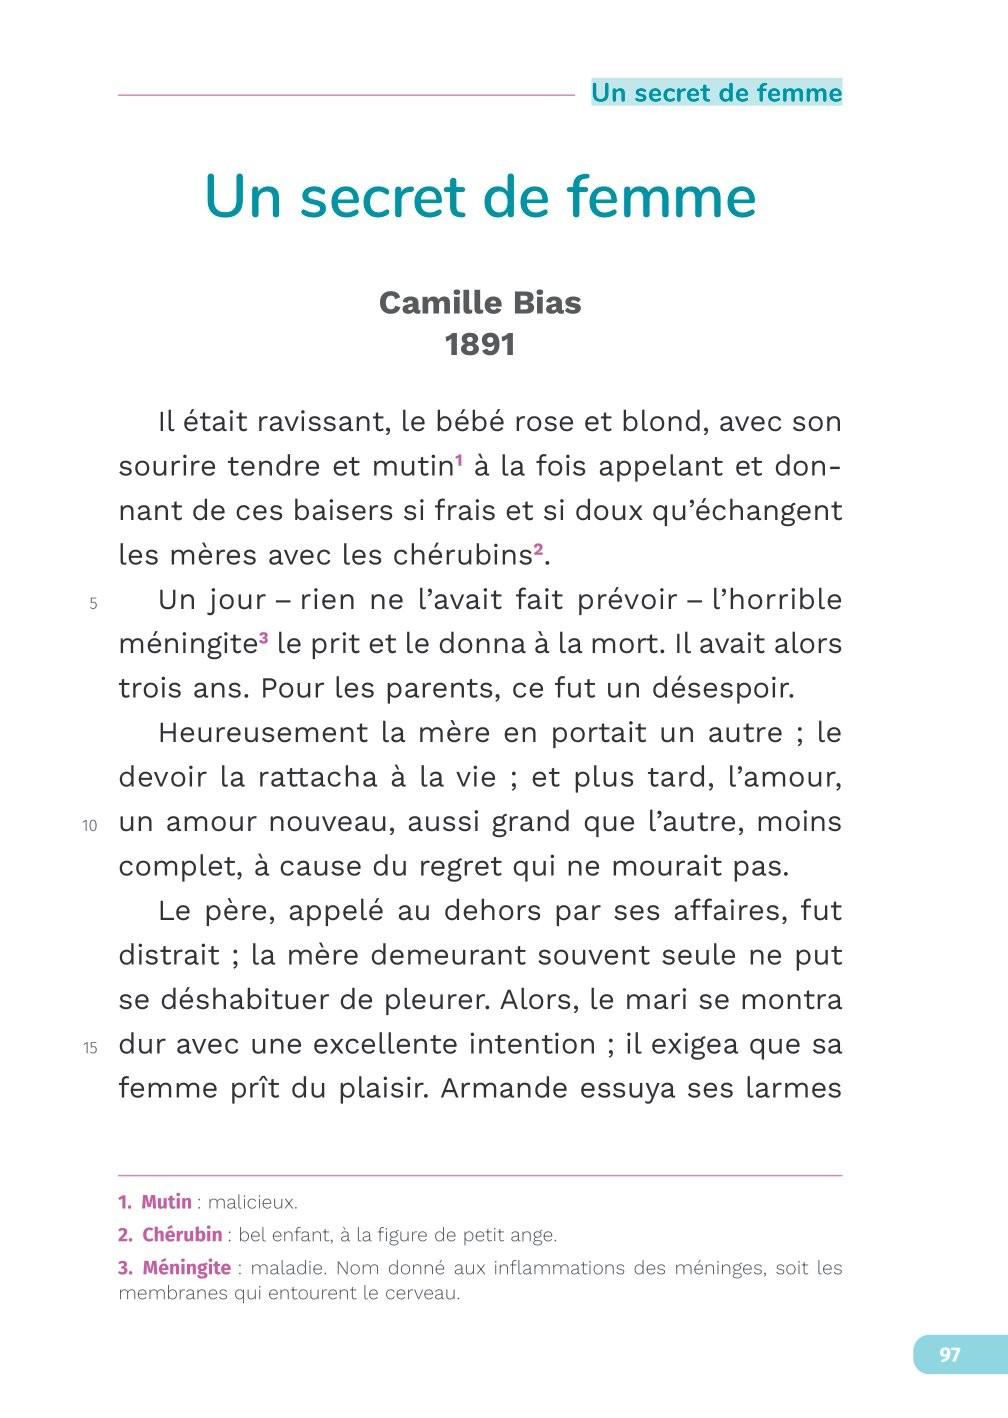 Un secret de femme
Un secret de femme
Camille Bias
1891
Il était ravissant, le bébé rose et blond, avec son
sourire tendre et mutin¹ à la fois appelant et don-
nant de ces baisers si frais et si doux qu’échangent
les mères avec les chérubins².
5 Un jour – rien ne l’avait fait prévoir – l’horrible
méningite³ le prit et le donna à la mort. Il avait alors
trois ans. Pour les parents, ce fut un désespoir.
Heureusement la mère en portait un autre ; le
devoir la rattacha à la vie ; et plus tard, l’amour,
10 un amour nouveau, aussi grand que l’autre, moins
complet, à cause du regret qui ne mourait pas.
Le père, appelé au dehors par ses affaires, fut
distrait ; la mère demeurant souvent seule ne put
se déshabituer de pleurer. Alors, le mari se montra
15 dur avec une excellente intention ; il exigea que sa
femme prît du plaisir. Armande essuya ses larmes
1. Mutin : malicieux.
2. Chérubin : bel enfant, à la figure de petit ange.
3. Méningite : maladie. Nom donné aux inflammations des méninges, soit les
membranes qui entourent le cerveau.
97